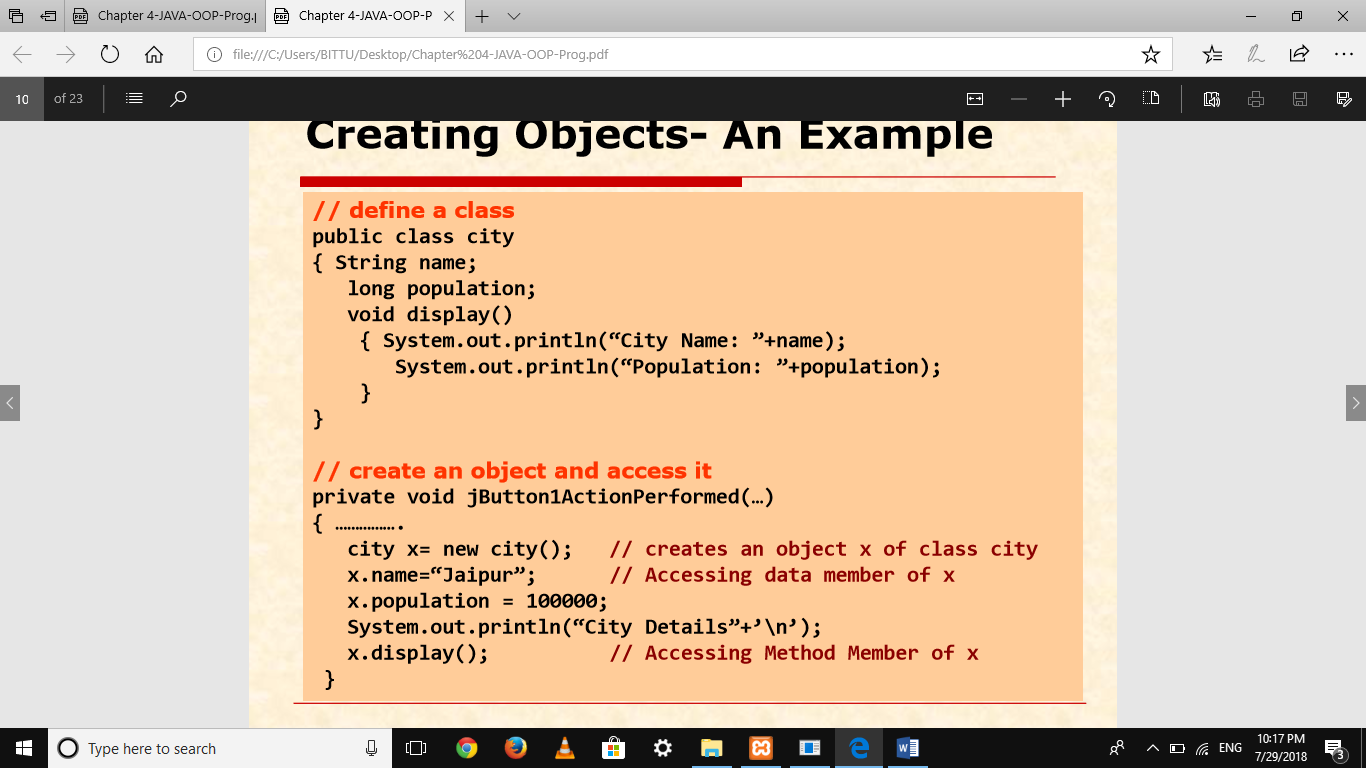 Chapter 4-JAVA-OOP-Prog.p
Chapter 4-JAVA-OOP-P
file:///C:/Users/BITTU/Desktop/Chapter%204-JAVA-OOP-Prog.pdf
10 of 23
Creating Objects- An Example
// define a class
public class city
{ String name;
long population;
void display()
{ System.out.println(“City Name: ”+name);
System.out.println(“Population: ”+population);
}
}
// create an object and access it
private void jButton1ActionPerformed(…)
{ …………….
city x= new city(); // creates an object x of class city
x.name=“Jaipur”; // Accessing data member of x
x.population = 100000;
System.out.println(“City Details”+’\n’);
x.display(); // Accessing Method Member of x
}
Type here to search
ENG
10:17 PM
7/29/2018
3